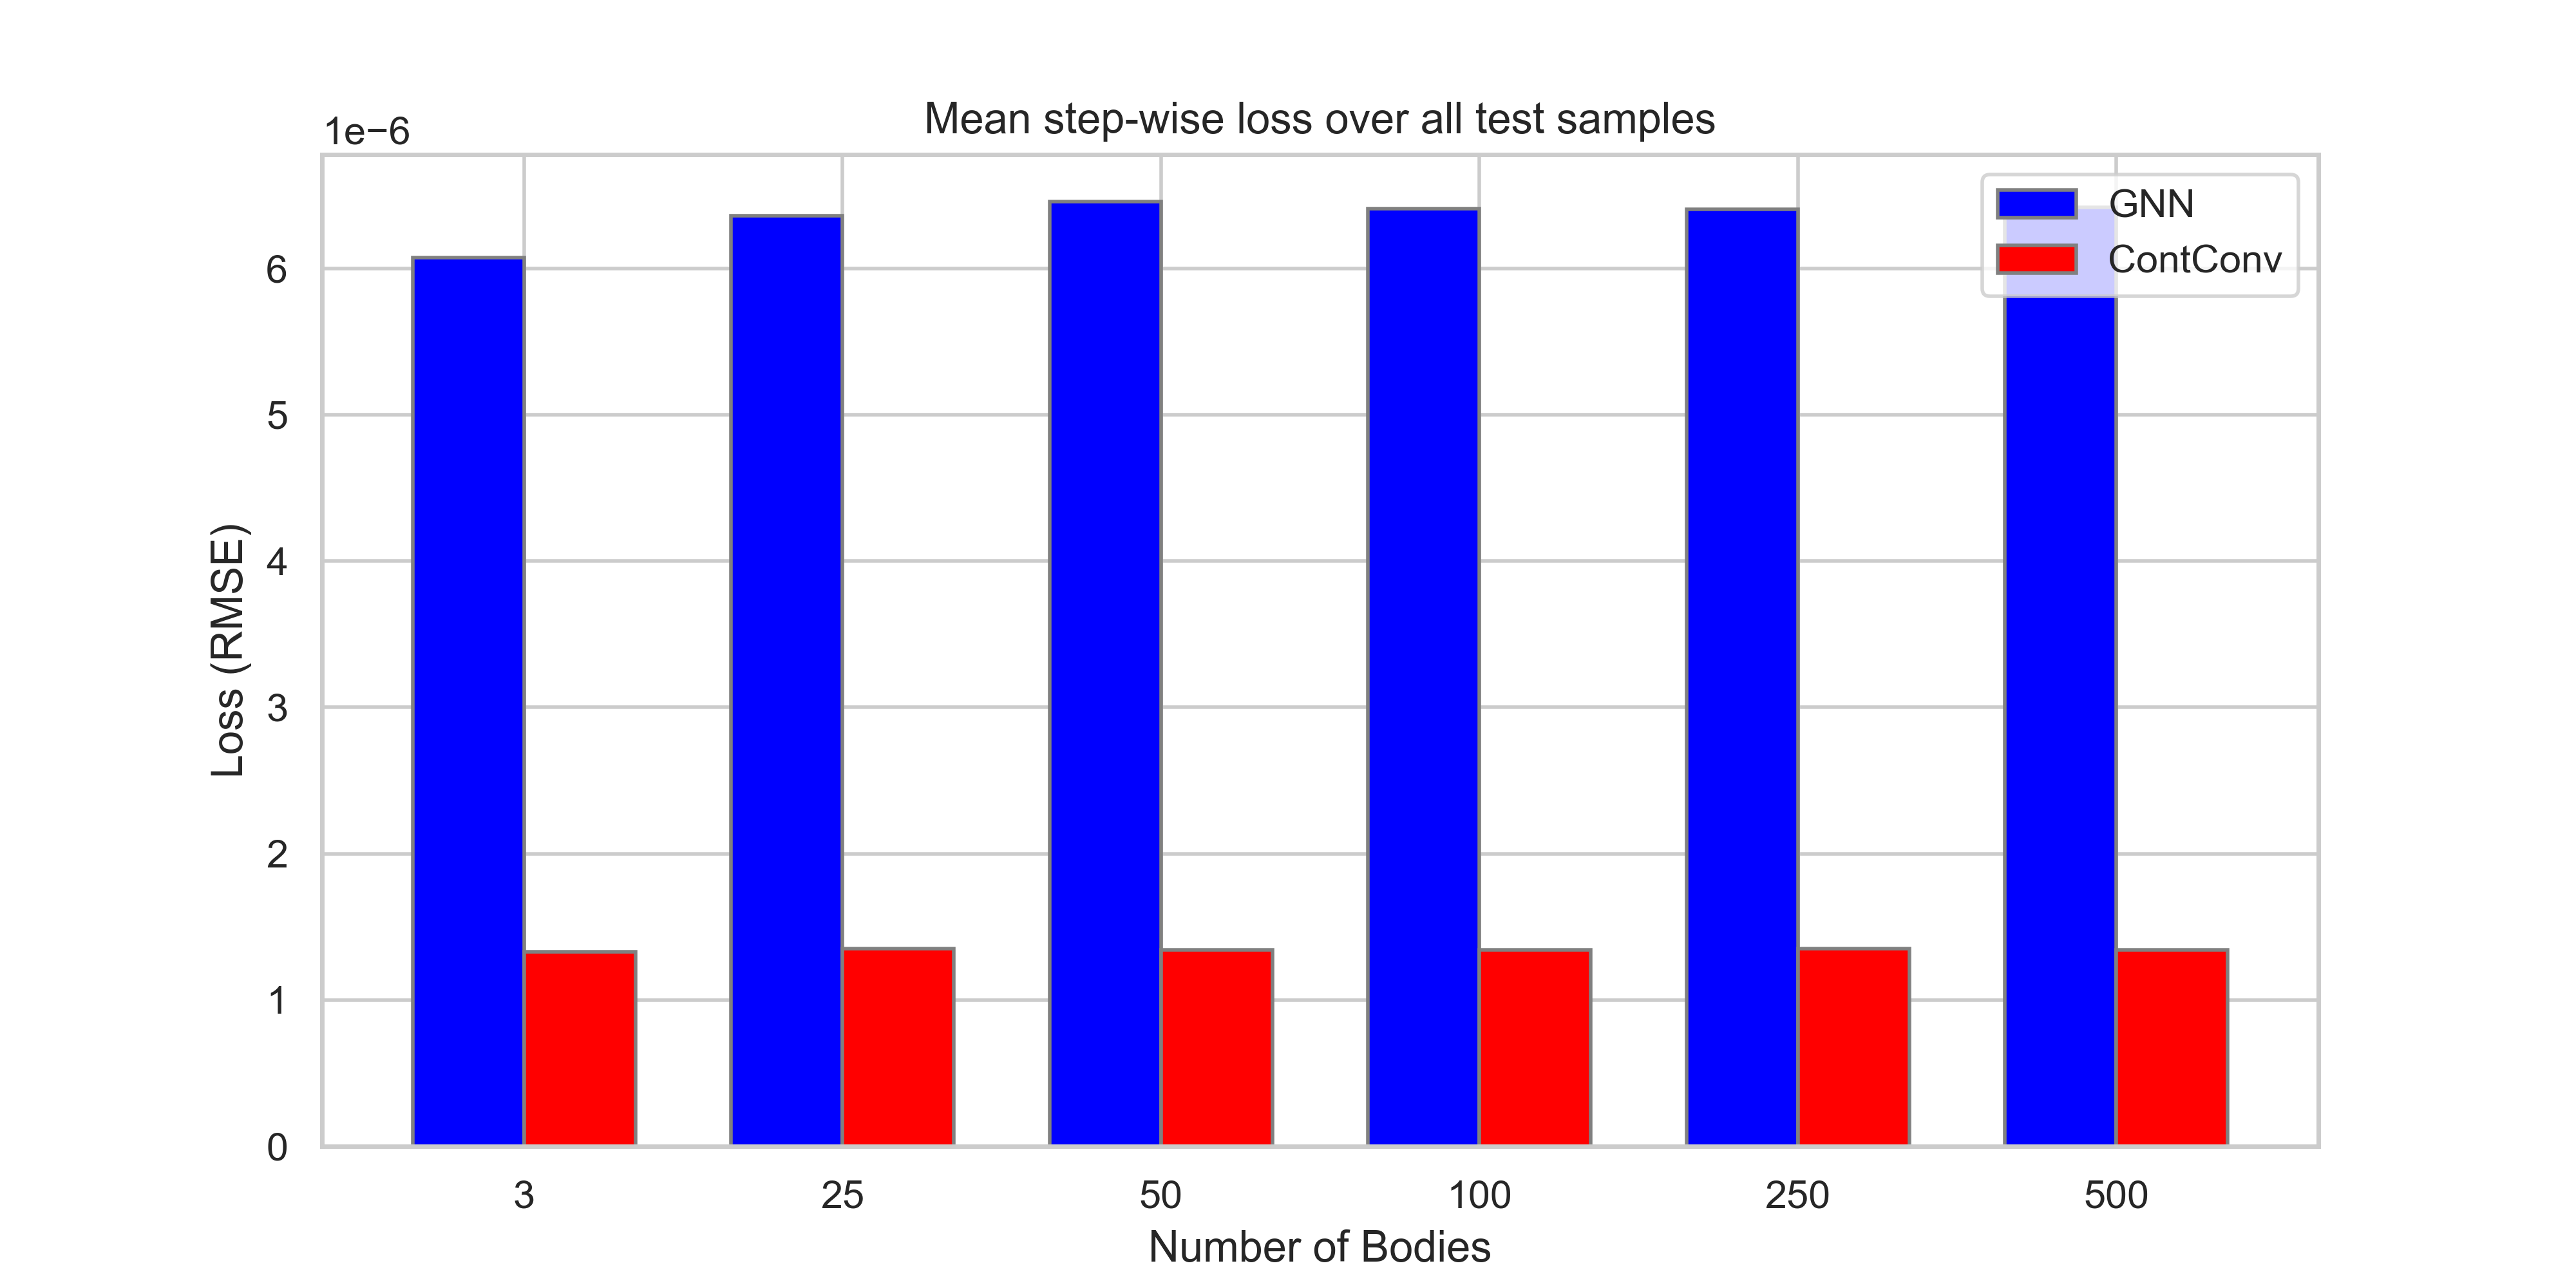 Mean step-wise loss over all test samples
1e−6
GNN
ContConv
6
5
4
3
2
1
0
Loss (RMSE)
3 25 50 100 250 500
Number of Bodies